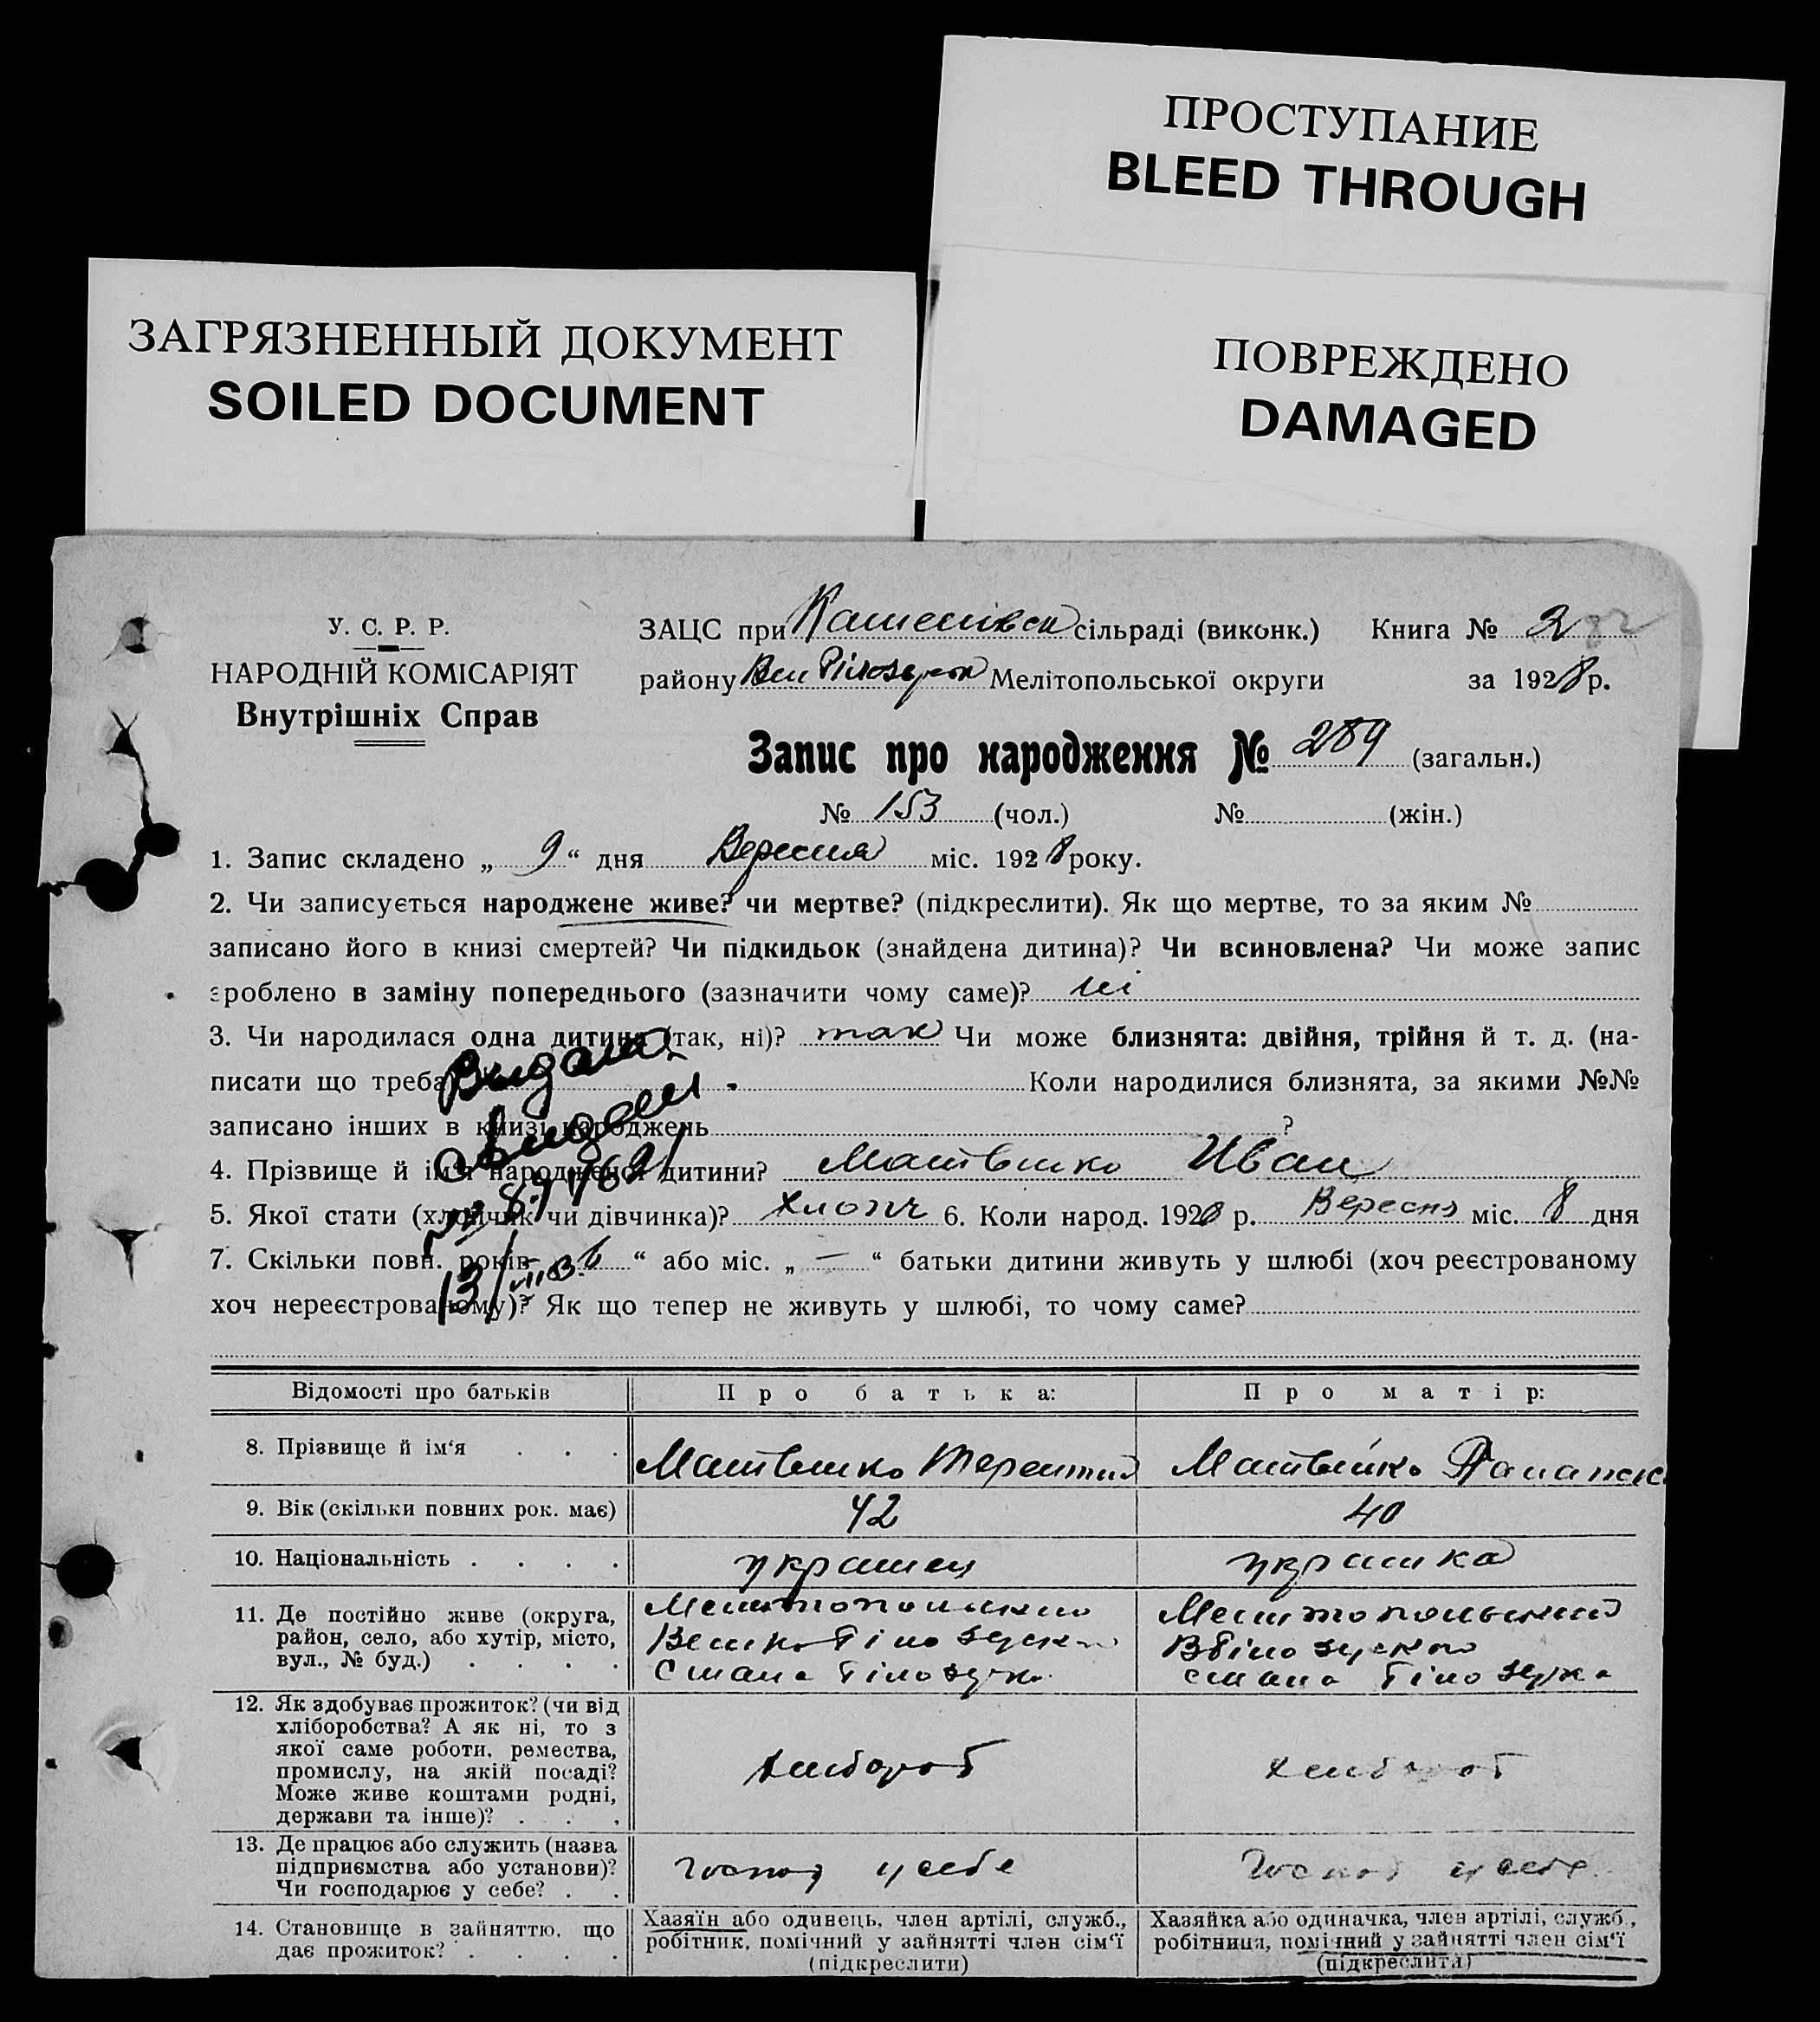 ПРОСТУПАНИЕ
BLEED THROUGH
ЗАГРЯЗНЕННЫЙ ДОКУМЕНТ
SOILED DOCUMENT
ПОВРЕЖДЕНО
DAMAGED
У. С. Р. Р.
НАРОДНІЙ КОМІСАРІЯТ
Внутрішніх Справ
ЗАЦС при сільраді (виконк.) Книга № 2
району Мелітопольської округи за 1928 р.
Запис про народження № 289 (загальн.)
№ 153 (чол.) № (жін.)
1. Запис складено „ 9 “ дня Вересня міс. 1928 року.
2. Чи записується народжене живе? чи мертве? (підкреслити). Як що мертве, то за яким №
записано його в книзі смертей? Чи підкидьок (знайдена дитина)? Чи всиновлена? Чи може запис
зроблено в заміну попереднього (зазначити чому саме)? ні
3. Чи народилася одна дитина (так, ні)? так Чи може близнята: двійня, трійня й т. д. (на-
писати що треба) - Коли народилися близнята, за якими №№
записано інших в книзі народжень ?
4. Прізвище й ім'я народженої дитини? Матвиенко Иван
5. Якої стати (хлопчик чи дівчинка)? хлопч 6. Коли народ. 1928 р. Вересня міс. 8 дня
7. Скільки повн. років “ або міс. „ — “ батьки дитини живуть у шлюбі (хоч реєстрованому
хоч нереєстрованому)? Як що тепер не живуть у шлюбі, то чому саме?
Відомості про батьків Про батька: Про матір:
8. Прізвище й ім‘я . . . Терентий
9. Вік (скільки повних рок. має) 42 40
10. Національність . . . . українец українка
11. Де постійно живе (округа,
район, село, або хутір, місто,
вул., № буд.) . . . .
12. Як здобуває прожиток? (чи від
хліборобства? А як ні, то з
якої саме роботи, ремества,
промислу, на якій посаді?
Може живе коштами родні,
держави та інше)? . . .
хлібороб хлібороб
13. Де працює або служить (назва
підприємства або установи)?
Чи господарює у себе? . .
господ у себе господ у себе
14. Становище в зайняттю, що
дає прожиток? . . . .
Хазяїн або одинець, член артілі, служб.,
робітник, помічний у зайнятті член сім‘ї
(підкреслити)
Хазяйка або одиначка, член артілі, служб.,
робітниця, помічний у зайнятті член сім‘ї
(підкреслити)